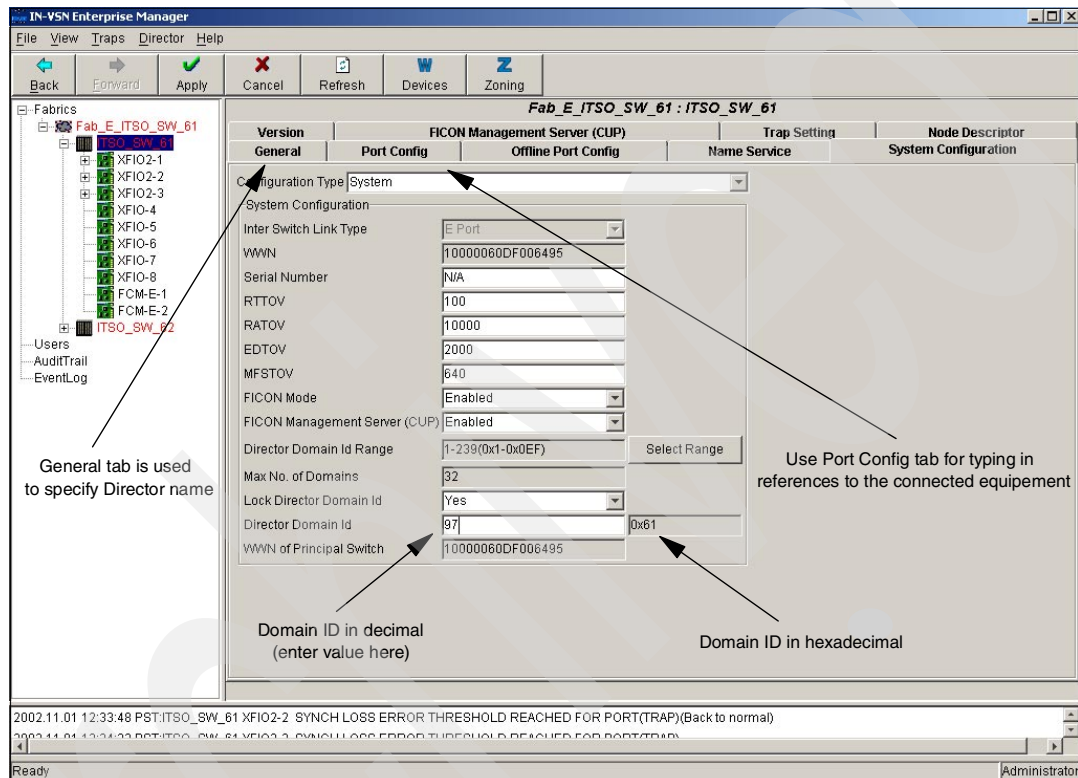 IN-VSN Enterprise Manager
File View Traps Director Help
Back Forward Apply Cancel Refresh Devices Zoning
Fabrics
Fab_E_ITSO_SW_61
ITSO_SW_61
XFIO2-1
XFIO2-2
XFIO2-3
XFIO-4
XFIO-5
XFIO-6
XFIO-7
XFIO-8
FCM-E-1
FCM-E-2
ITSO_SW_62
Users
AuditTrail
EventLog
Fab_E_ITSO_SW_61 : ITSO_SW_61
Version FICON Management Server (CUP) Trap Setting Node Descriptor
General Port Config Offline Port Config Name Service System Configuration
Configuration Type System
System Configuration
Inter Switch Link Type E Port
WWN 10000060DF006495
Serial Number N/A
RTTOV 100
RATOV 10000
EDTOV 2000
MFSTOV 640
FICON Mode Enabled
FICON Management Server (CUP) Enabled
Director Domain Id Range 1-239(0x1-0x0EF) Select Range
Max No. of Domains 32
Lock Director Domain Id Yes
Director Domain Id 97 0x61
WWN of Principal Switch 10000060DF006495
General tab is used
to specify Director name
Use Port Config tab for typing in
references to the connected equipement
Domain ID in decimal
(enter value here)
Domain ID in hexadecimal
2002.11.01 12:33:48 PST:ITSO_SW_61 XFIO2-2 SYNCH LOSS ERROR THRESHOLD REACHED FOR PORT(TRAP)(Back to normal)
SYNCH LOSS ERROR THRESHOLD REACHED FOR PORT(TRAP)
Ready Administrator